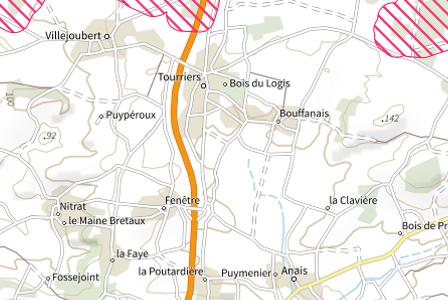 Villejoubert
Tourriers
Bois du Logis
100
Puypéroux
Bouffanais
.142
.92
Nitrat
Fenêtre
la Clavière
le Maine Bretaux
Bois de Pr
la Faye
Fossejoint
la Poutardière
Puymenier
Anais